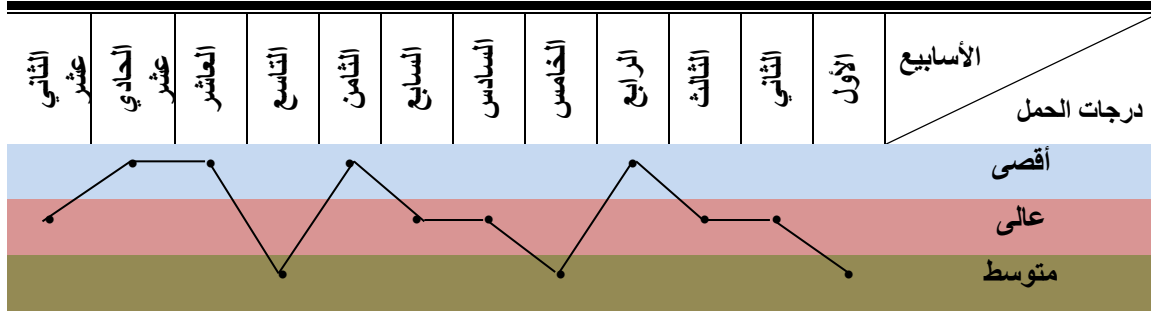 الأسابيع
درجات الحمل
الأول
الثاني
الثالث
الرابع
الخامس
السادس
السابع
الثامن
التاسع
العاشر
الحادي
عشر
الثاني
عشر
أقصى
عالى
متوسط